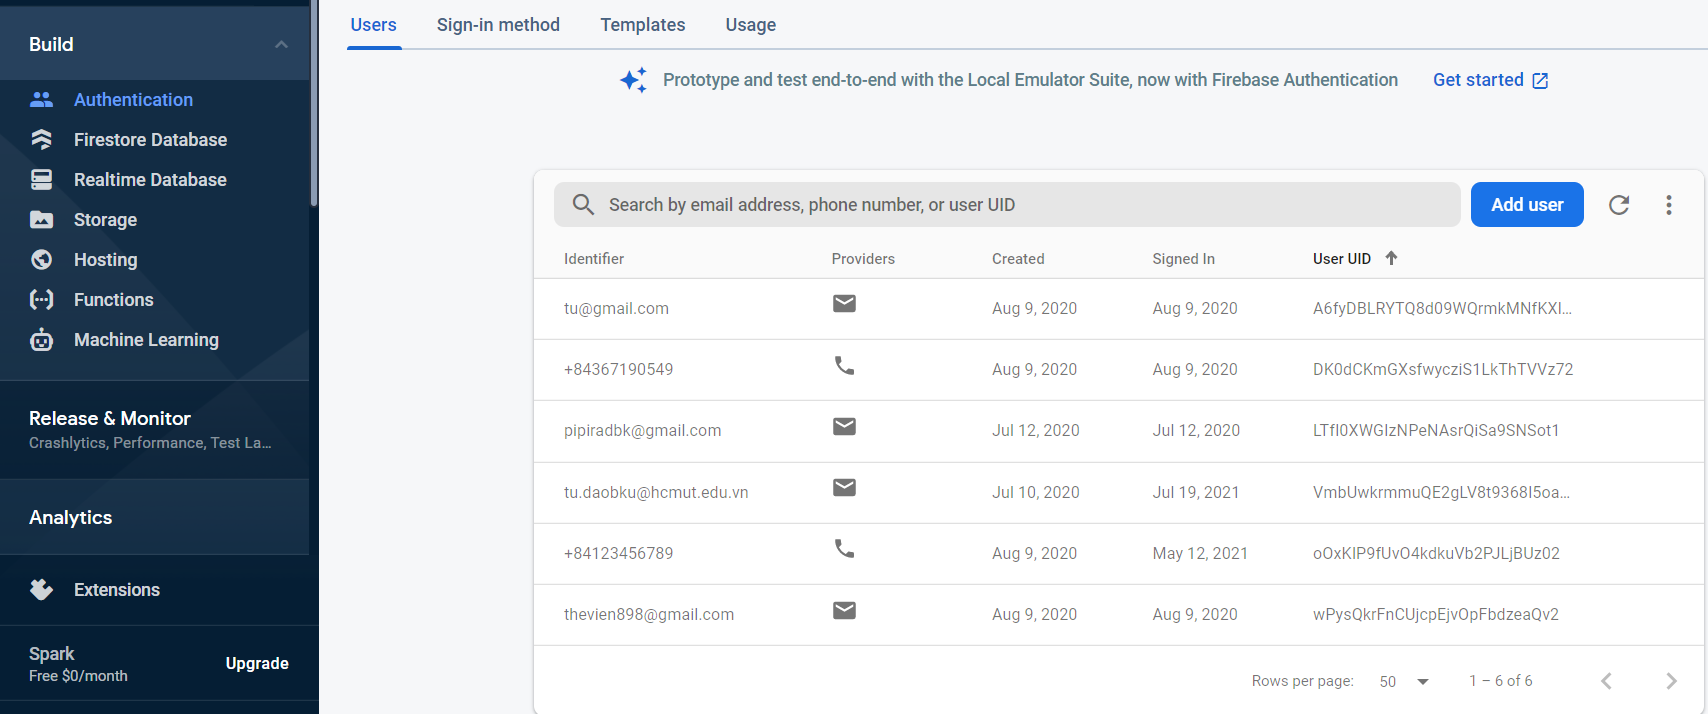 Build
Authentication
Firestore Database
Realtime Database
Storage
Hosting
Functions
Machine Learning
Release & Monitor
Crashlytics, Performance, Test La...
Analytics
Extensions
Spark
Free $0/month
Upgrade
Users Sign-in method Templates Usage
Prototype and test end-to-end with the Local Emulator Suite, now with Firebase Authentication Get started
Search by email address, phone number, or user UID
Add user
Identifier Providers Created Signed In User UID
tu@gmail.com Aug 9, 2020 Aug 9, 2020 A6fyDBLRYTQ8d09WQrmkMNfKXI...
+84367190549 Aug 9, 2020 Aug 9, 2020 DK0dCKmGXsfwycziS1LkThTVVz72
pipiradbk@gmail.com Jul 12, 2020 Jul 12, 2020 LTfI0XWGIzNPeNAsrQiSa9SNSot1
tu.daobku@hcmut.edu.vn Jul 10, 2020 Jul 19, 2021 VmbUwkrmmuQE2gLV8t9368I5oa...
+84123456789 Aug 9, 2020 May 12, 2021 oOxKIP9fUvO4kdkuVb2PJLjBUz02
thevien898@gmail.com Aug 9, 2020 Aug 9, 2020 wPysQkrFnCUjcpEjvOpFbdzeaQv2
Rows per page: 50 1 – 6 of 6